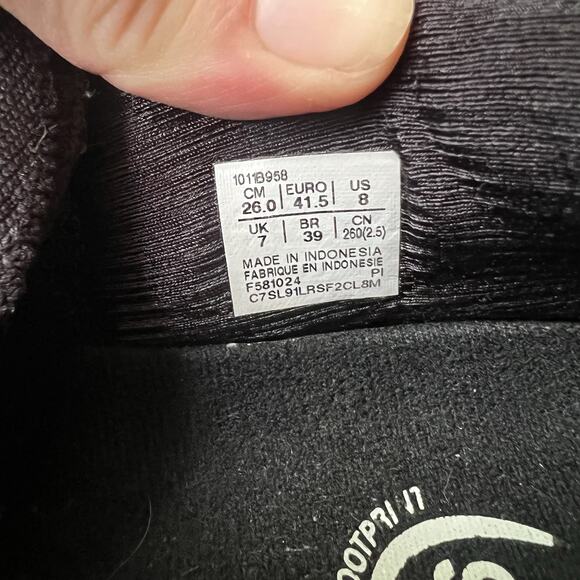 1011B958
CM EURO US
26.0 41.5 8
UK BR CN
7 39 260(2.5)
MADE IN INDONESIA
FABRIQUE EN INDONESIE
F581024 PI
C7SL91LRSF2CL8M